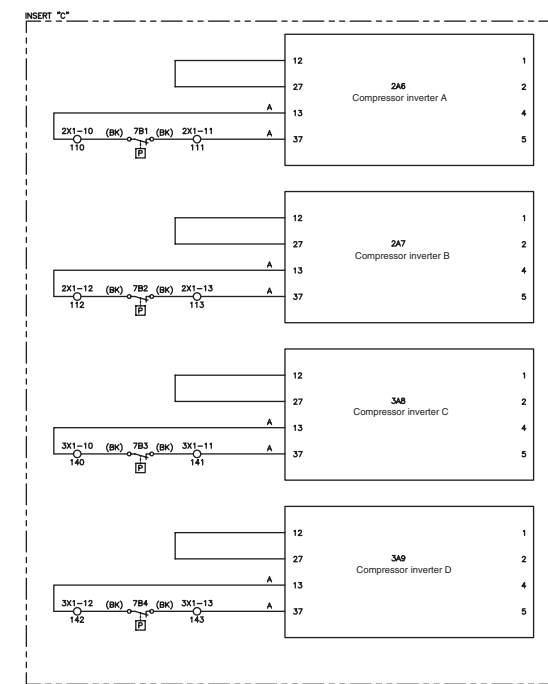 INSERT "C"
12 1
27 2A6 2
Compressor inverter A
A 13 4
2X1-10 (BK) 7B1 (BK) 2X1-11 A 37 5
110 P 111
12 1
27 2A7 2
Compressor inverter B
A 13 4
2X1-12 (BK) 7B2 (BK) 2X1-13 A 37 5
112 P 113
12 1
27 3A8 2
Compressor inverter C
A 13 4
3X1-10 (BK) 7B3 (BK) 3X1-11 A 37 5
140 P 141
12 1
27 3A9 2
Compressor inverter D
A 13 4
3X1-12 (BK) 7B4 (BK) 3X1-13 A 37 5
142 P 143